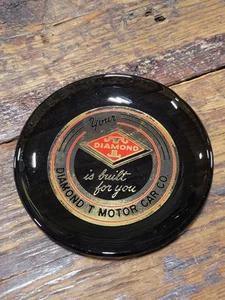 Your
DIAMOND
T
is built
for you
DIAMOND T MOTOR CAR CO.